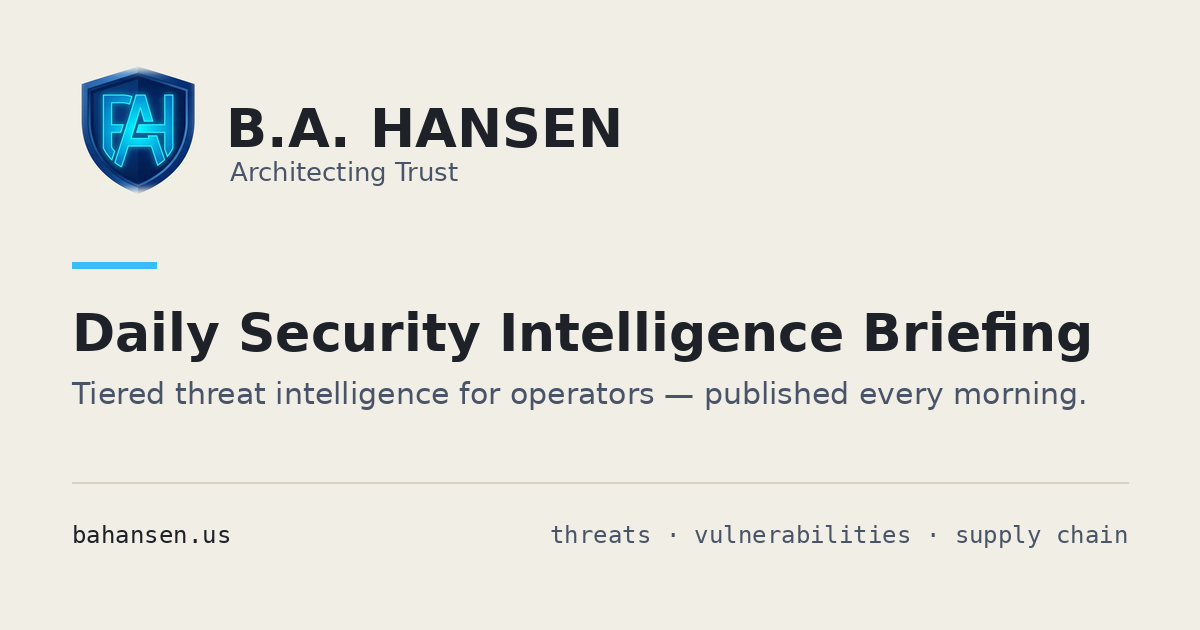 BAH
B.A. HANSEN
Architecting Trust
Daily Security Intelligence Briefing
Tiered threat intelligence for operators — published every morning.
bahansen.us
threats · vulnerabilities · supply chain